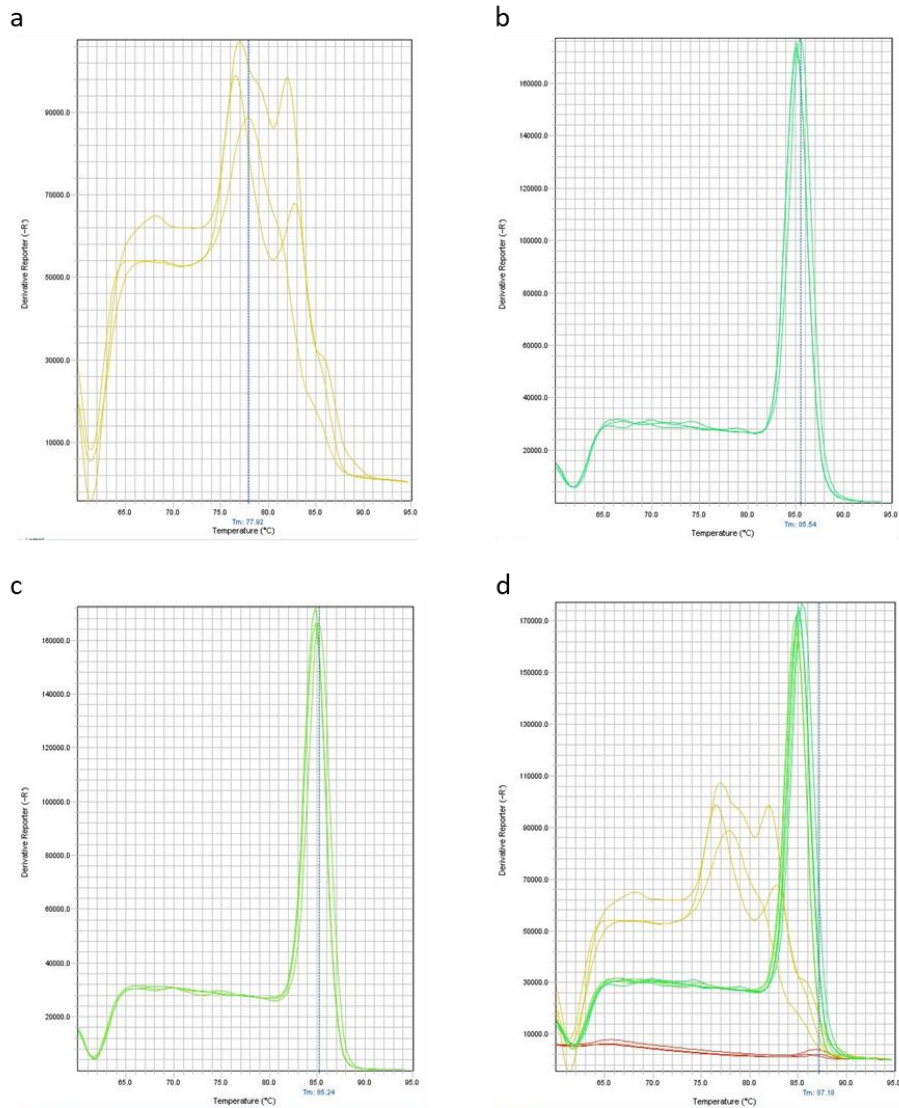 a
Derivative Reporter (-R')
90000.0
70000.0
50000.0
30000.0
10000.0
65.0 70.0 75.0 80.0 85.0 90.0 95.0
Tm: 77.92
Temperature (°C)
b
Derivative Reporter (-R')
160000.0
140000.0
120000.0
100000.0
80000.0
60000.0
40000.0
20000.0
65.0 70.0 75.0 80.0 85.0 90.0 95.0
Tm: 85.54
Temperature (°C)
c
Derivative Reporter (-R')
160000.0
140000.0
120000.0
100000.0
80000.0
60000.0
40000.0
20000.0
65.0 70.0 75.0 80.0 85.0 90.0 95.0
Tm: 85.24
Temperature (°C)
d
Derivative Reporter (-R')
170000.0
150000.0
130000.0
110000.0
90000.0
70000.0
50000.0
30000.0
10000.0
65.0 70.0 75.0 80.0 85.0 90.0 95.0
Tm: 87.18
Temperature (°C)